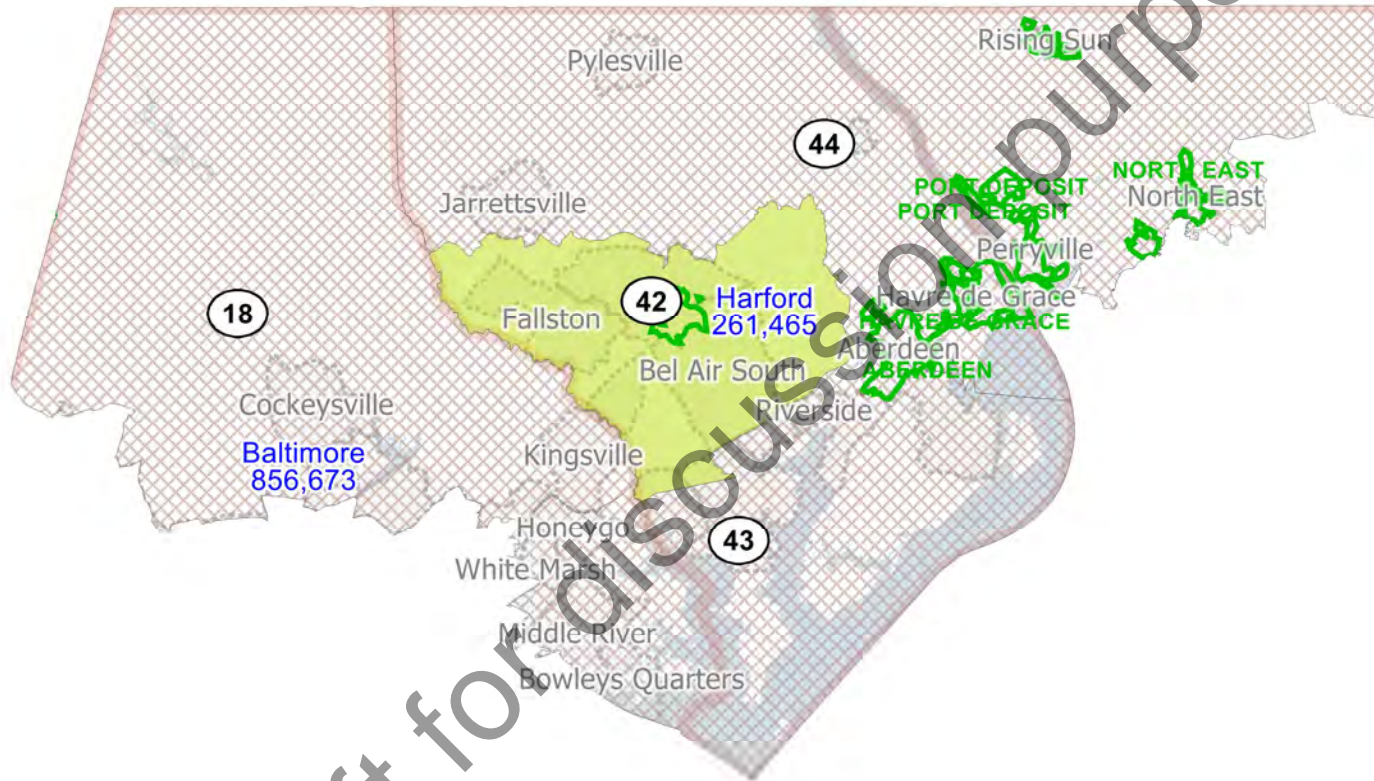 Rising Sun
Pylesville
44
NORTH EAST
North East
PORT DEPOSIT
PORT DEPOSIT
Jarrettsville
Perryville
42
Harford
261,465
Havre de Grace
HAVRE DE GRACE
18
Fallston
Aberdeen
ABERDEEN
Bel Air South
Riverside
Cockeysville
Baltimore
856,673
Kingsville
Honeygo
43
White Marsh
Middle River
Bowleys Quarters
ft for discussion purpo